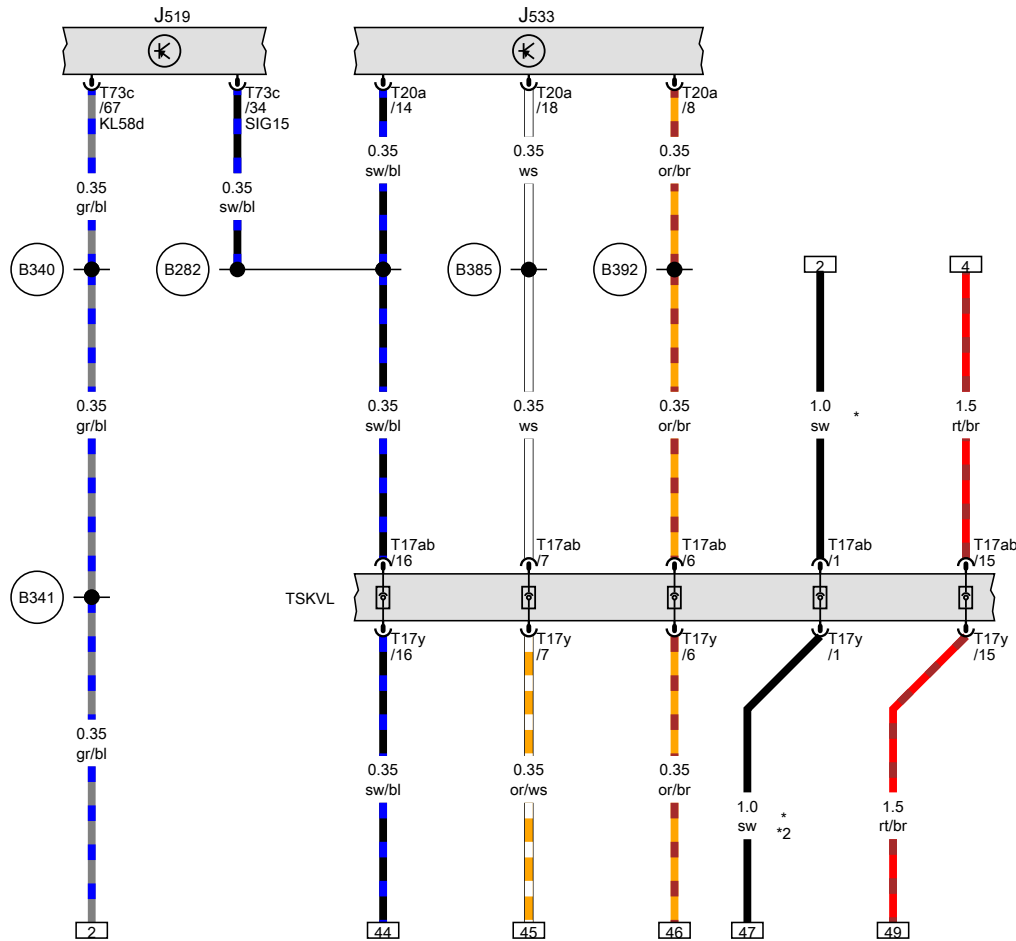 J519
J533
T73c
/67
KL58d
T73c
/34
SIG15
T20a
/14
T20a
/18
T20a
/8
0.35
gr/bl
0.35
sw/bl
0.35
sw/bl
0.35
ws
0.35
or/br
B340
B282
B385
B392
2
4
0.35
gr/bl
0.35
sw/bl
0.35
ws
0.35
or/br
1.0
sw *
1.5
rt/br
T17ab
/16
T17ab
/7
T17ab
/6
T17ab
/1
T17ab
/15
B341
TSKVL
T17y
/16
T17y
/7
T17y
/6
T17y
/1
T17y
/15
0.35
gr/bl
0.35
sw/bl
0.35
or/ws
0.35
or/br
1.0
sw
*
*2
1.5
rt/br
2
44
45
46
47
49